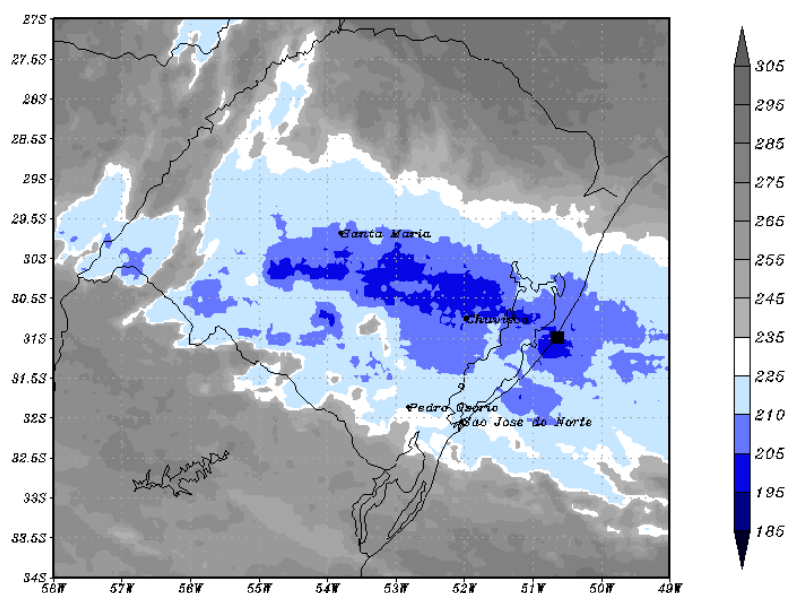 27S
27.5S
28S
28.5S
29S
29.5S
30S
30.5S
31S
31.5S
32S
32.5S
33S
33.5S
34S
Santa Maria
Chuvisca
Pedro Osorio
Sao Jose do Norte
58W 57W 56W 55W 54W 53W 52W 51W 50W 49W
305
295
285
275
265
255
245
235
225
210
205
195
185